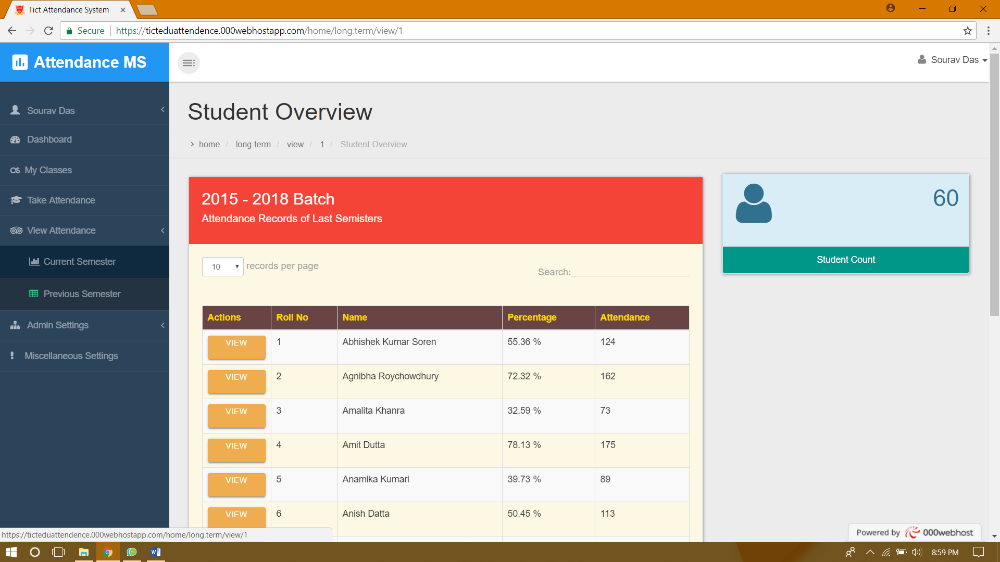 Tict Attendance System
Secure https://ticteduattendence.000webhostapp.com/home/long.term/view/1
Attendance MS
Sourav Das
Sourav Das
Dashboard
My Classes
Take Attendance
View Attendance
Current Semester
Previous Semester
Admin Settings
Miscellaneous Settings
Student Overview
home / long.term / view / 1 / Student Overview
2015 - 2018 Batch
Attendance Records of Last Semisters
60
Student Count
10 records per page
Search:
Actions Roll No Name Percentage Attendance
VIEW 1 Abhishek Kumar Soren 55.36 % 124
VIEW 2 Agnibha Roychowdhury 72.32 % 162
VIEW 3 Amalita Khanra 32.59 % 73
VIEW 4 Amit Dutta 78.13 % 175
VIEW 5 Anamika Kumari 39.73 % 89
VIEW 6 Anish Datta 50.45 % 113
https://ticteduattendence.000webhostapp.com/home/long.term/view/1
Powered by 000webhost
8:59 PM